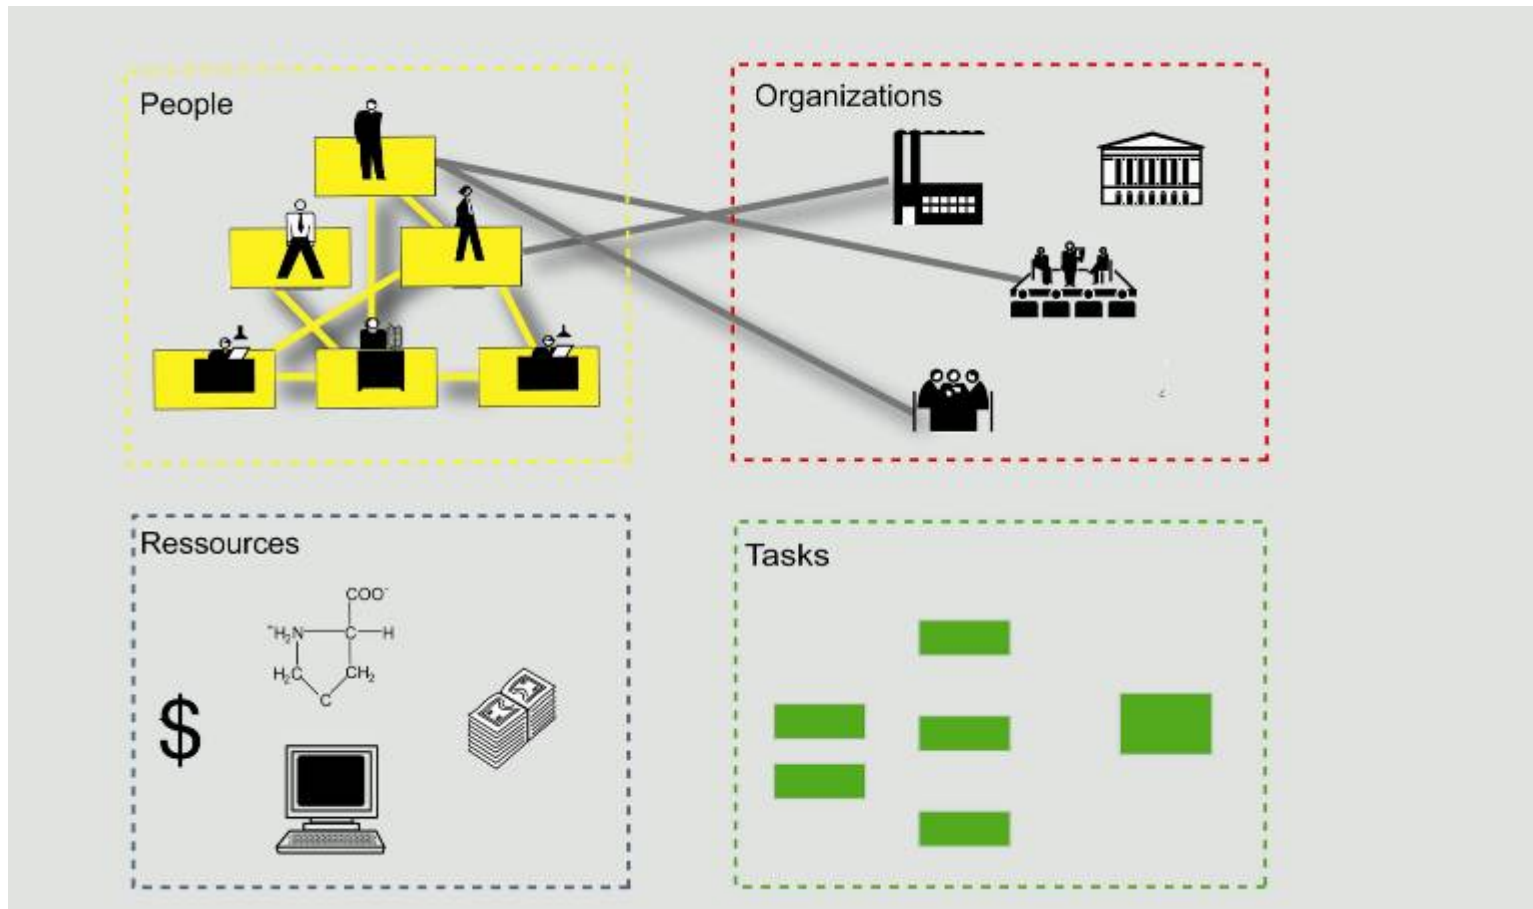 People
Organizations
Ressources
COO⁻
⁺H₂N
C
H
H₂C
CH₂
C
$
Tasks